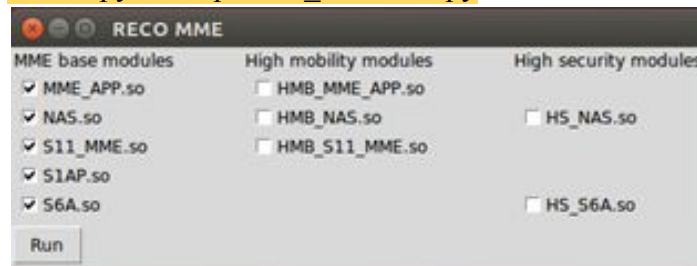 RECO MME
MME base modules High mobility modules High security modules
MME_APP.so HMB_MME_APP.so
NAS.so HMB_NAS.so HS_NAS.so
S11_MME.so HMB_S11_MME.so
S1AP.so
S6A.so HS_S6A.so
Run